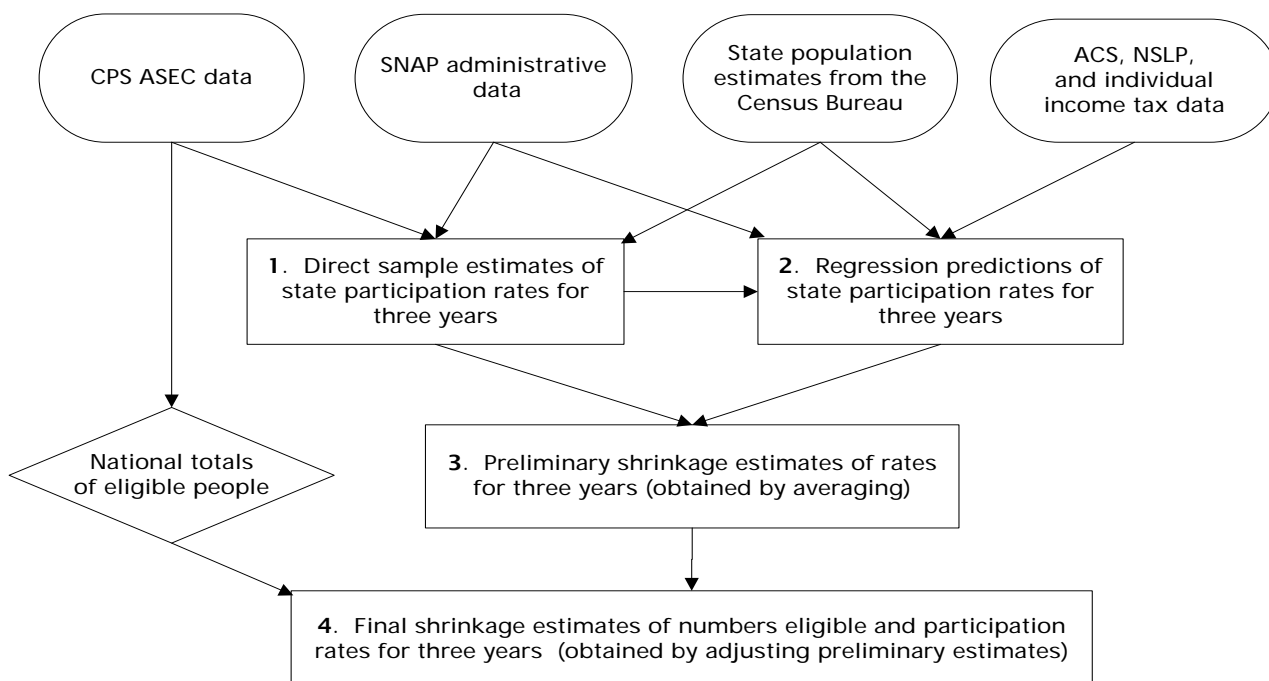 CPS ASEC data
SNAP administrative
data
State population
estimates from the
Census Bureau
ACS, NSLP,
and individual
income tax data
1. Direct sample estimates of
state participation rates for
three years
2. Regression predictions of
state participation rates for
three years
National totals
of eligible people
3. Preliminary shrinkage estimates of rates
for three years (obtained by averaging)
4. Final shrinkage estimates of numbers eligible and participation
rates for three years (obtained by adjusting preliminary estimates)